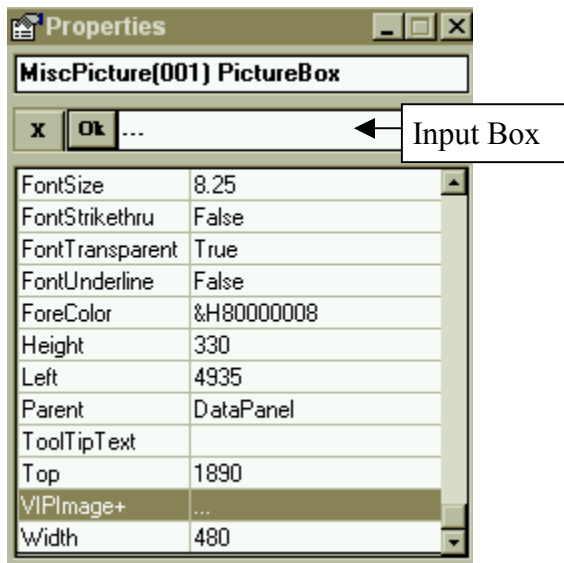 Properties
MiscPicture(001) PictureBox
x Ok ...
Input Box
FontSize 8.25
FontStrikethru False
FontTransparent True
FontUnderline False
ForeColor &H80000008
Height 330
Left 4935
Parent DataPanel
ToolTipText
Top 1890
VIPImage+ ...
Width 480